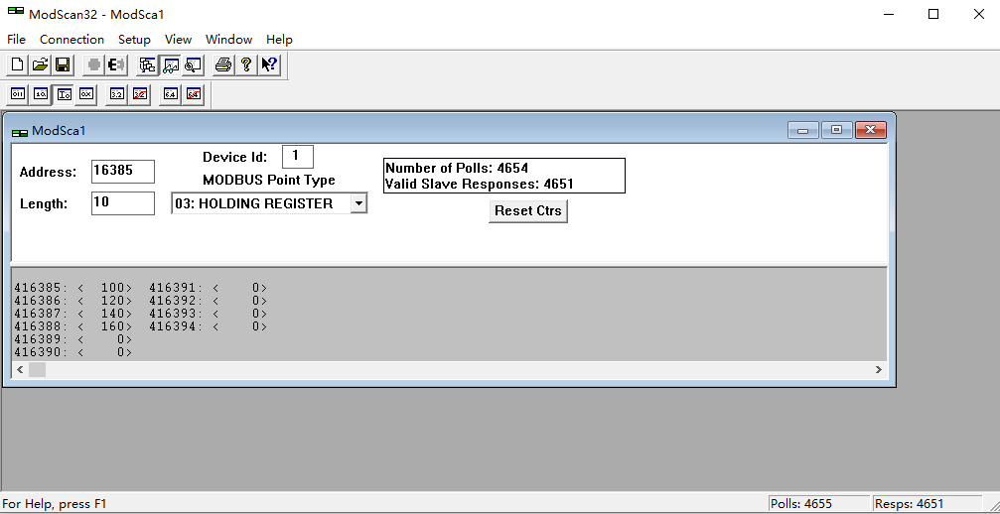 ModScan32 - ModSca1
File Connection Setup View Window Help
ModSca1
Address: 16385
Length: 10
Device Id: 1
MODBUS Point Type
03: HOLDING REGISTER
Number of Polls: 4654
Valid Slave Responses: 4651
Reset Ctrs
416385: < 100> 416391: < 0>
416386: < 120> 416392: < 0>
416387: < 140> 416393: < 0>
416388: < 160> 416394: < 0>
416389: < 0>
416390: < 0>
For Help, press F1
Polls: 4655
Resps: 4651